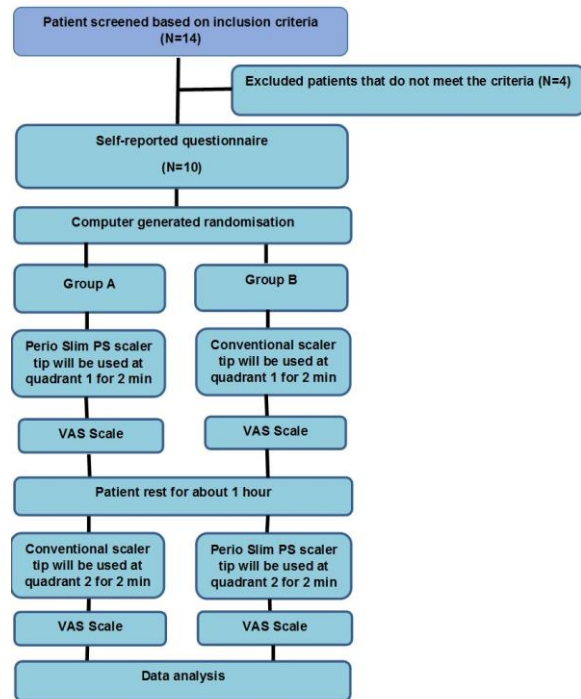 Patient screened based on inclusion criteria
(N=14)
Excluded patients that do not meet the criteria (N=4)
Self-reported questionnaire
(N=10)
Computer generated randomisation
Group A
Group B
Perio Slim PS scaler
tip will be used at
quadrant 1 for 2 min
Conventional scaler
tip will be used at
quadrant 1 for 2 min
VAS Scale
VAS Scale
Patient rest for about 1 hour
Conventional scaler
tip will be used at
quadrant 2 for 2 min
Perio Slim PS scaler
tip will be used at
quadrant 2 for 2 min
VAS Scale
VAS Scale
Data analysis